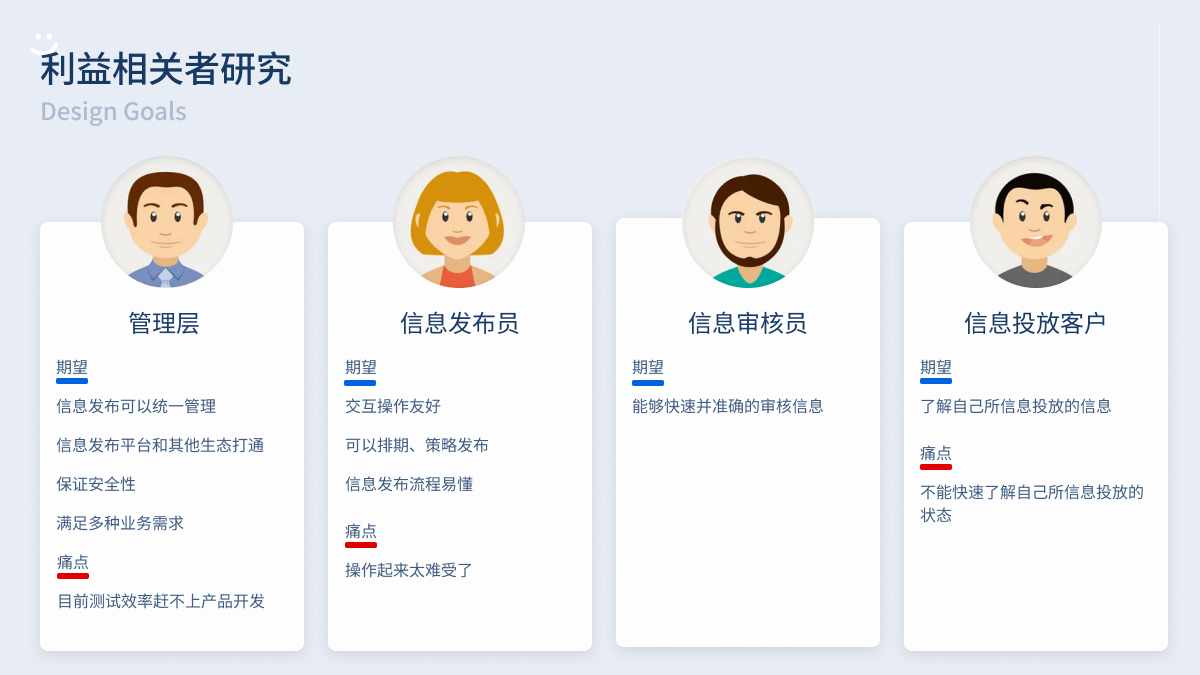 利益相关者研究
Design Goals
管理层
期望
信息发布可以统一管理
信息发布平台和其他生态打通
保证安全性
满足多种业务需求
痛点
目前测试效率赶不上产品开发
信息发布员
期望
交互操作友好
可以排期、策略发布
信息发布流程易懂
痛点
操作起来太难受了
信息审核员
期望
能够快速并准确的审核信息
信息投放客户
期望
了解自己所信息投放的信息
痛点
不能快速了解自己所信息投放的
状态